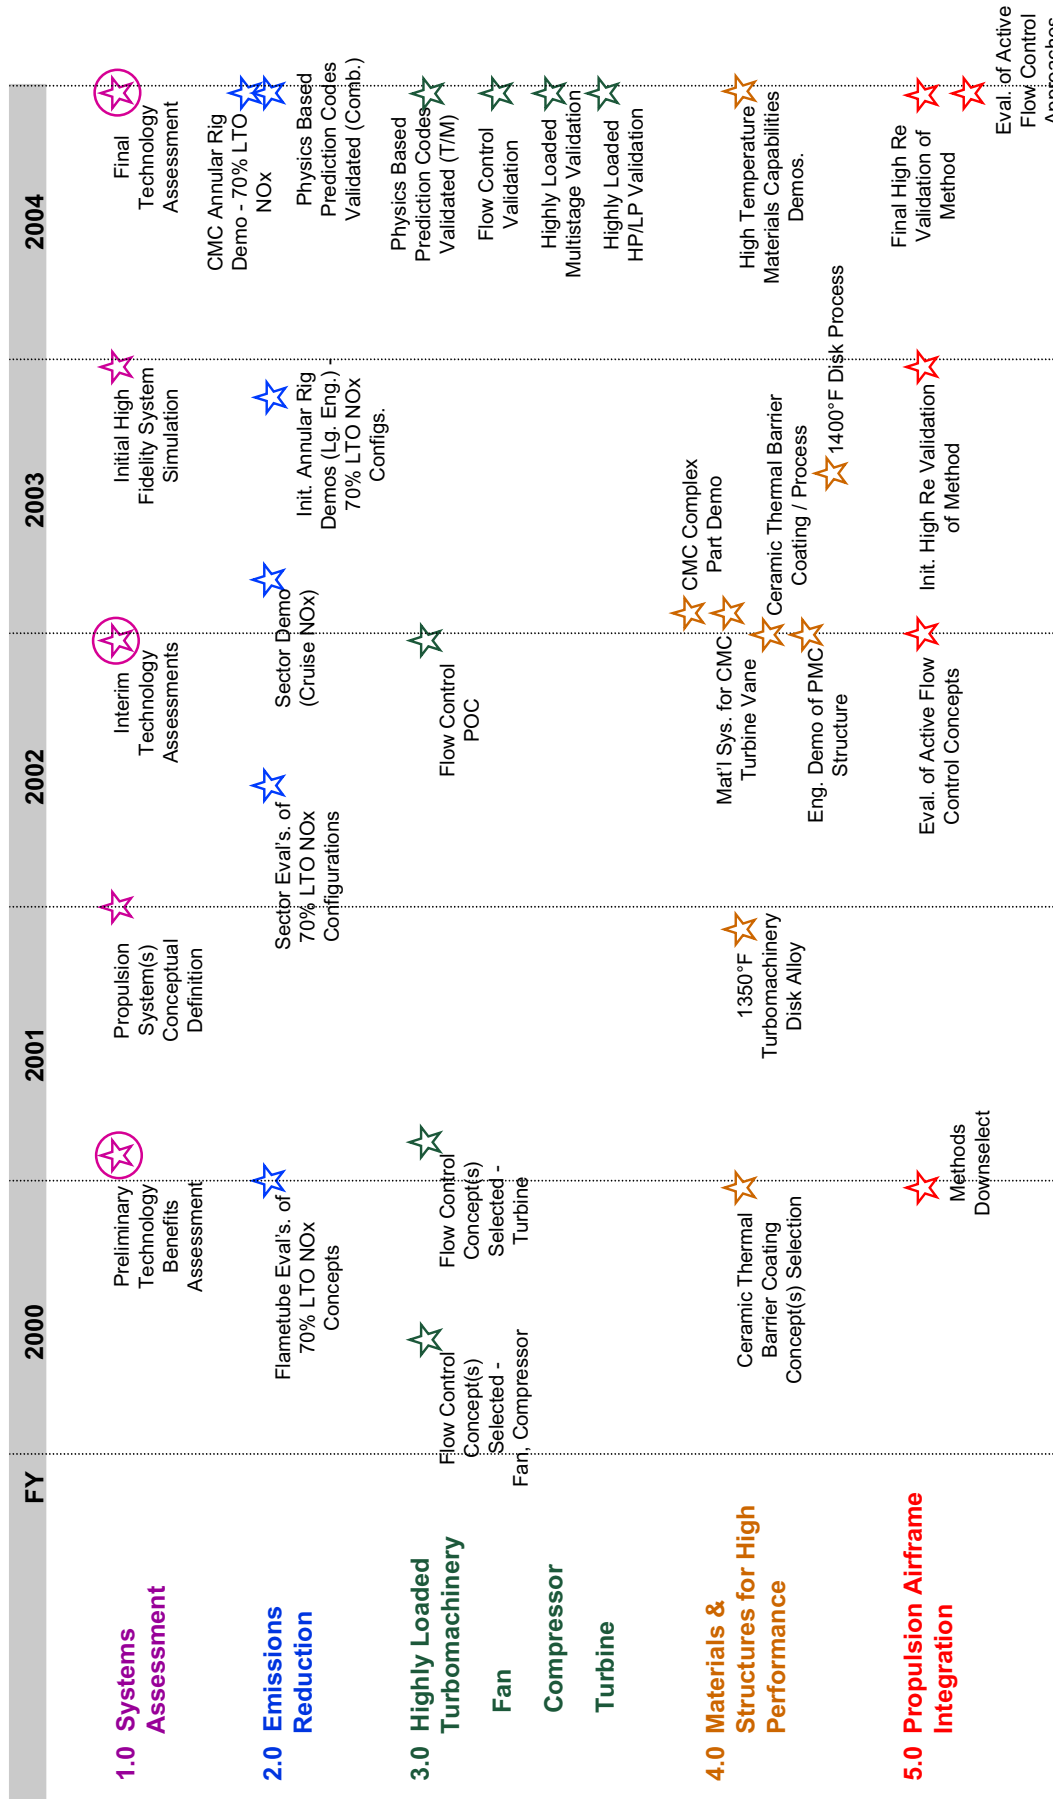 FY
2000
2001
2002
2003
2004
1.0 Systems
Assessment
Preliminary
Technology
Benefits
Assessment
Propulsion
System(s)
Conceptual
Definition
Interim
Technology
Assessments
Initial High
Fidelity System
Simulation
Final
Technology
Assessment
2.0 Emissions
Reduction
Flametube Eval's. of
70% LTO NOx
Concepts
Sector Eval's. of
70% LTO NOx
Configurations
Sector Demo
(Cruise NOx)
Init. Annular Rig
Demos (Lg. Eng.) -
70% LTO NOx
Configs.
CMC Annular Rig
Demo - 70% LTO
NOx
Physics Based
Prediction Codes
Validated (Comb.)
3.0 Highly Loaded
Turbomachinery
Fan
Compressor
Turbine
Flow Control
Concept(s)
Selected -
Fan, Compressor
Flow Control
Concept(s)
Selected -
Turbine
Flow Control
POC
Physics Based
Prediction Codes
Validated (T/M)
Flow Control
Validation
Highly Loaded
Multistage Validation
Highly Loaded
HP/LP Validation
4.0 Materials &
Structures for High
Performance
Ceramic Thermal
Barrier Coating
Concept(s) Selection
1350°F
Turbomachinery
Disk Alloy
Mat'l Sys. for CMC
Turbine Vane
Eng. Demo of PMC
Structure
CMC Complex
Part Demo
Ceramic Thermal Barrier
Coating / Process
1400°F Disk Process
High Temperature
Materials Capabilities
Demos.
5.0 Propulsion Airframe
Integration
Methods
Downselect
Eval. of Active Flow
Control Concepts
Init. High Re Validation
of Method
Final High Re
Validation of
Method
Eval. of Active
Flow Control
Approaches